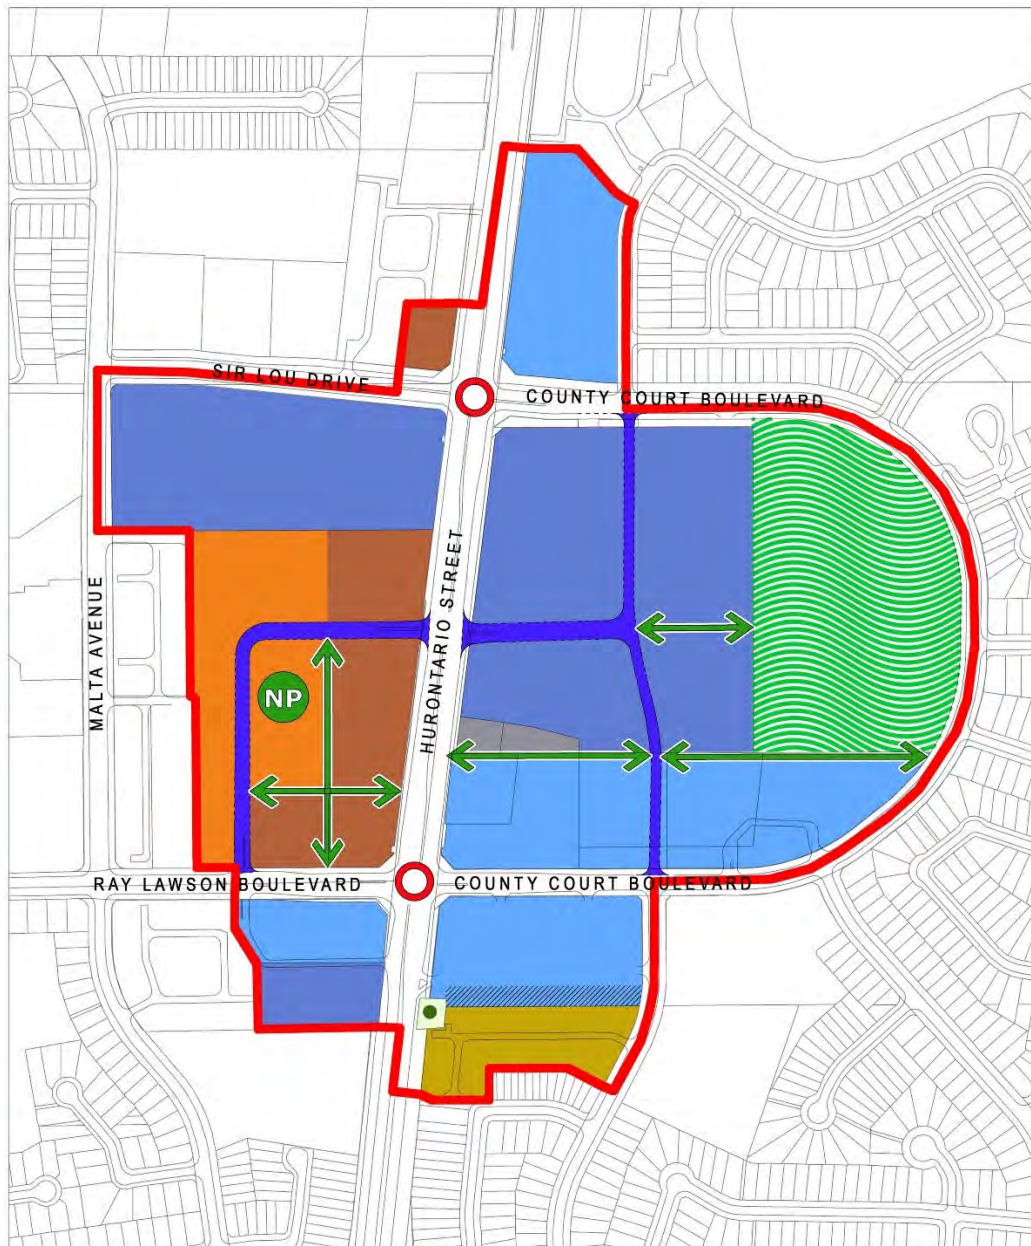 SIR LOU DRIVE
COUNTY COURT BOULEVARD
HURONTARIO STREET
MALTA AVENUE
NP
RAY LAWSON BOULEVARD
COUNTY COURT BOULEVARD